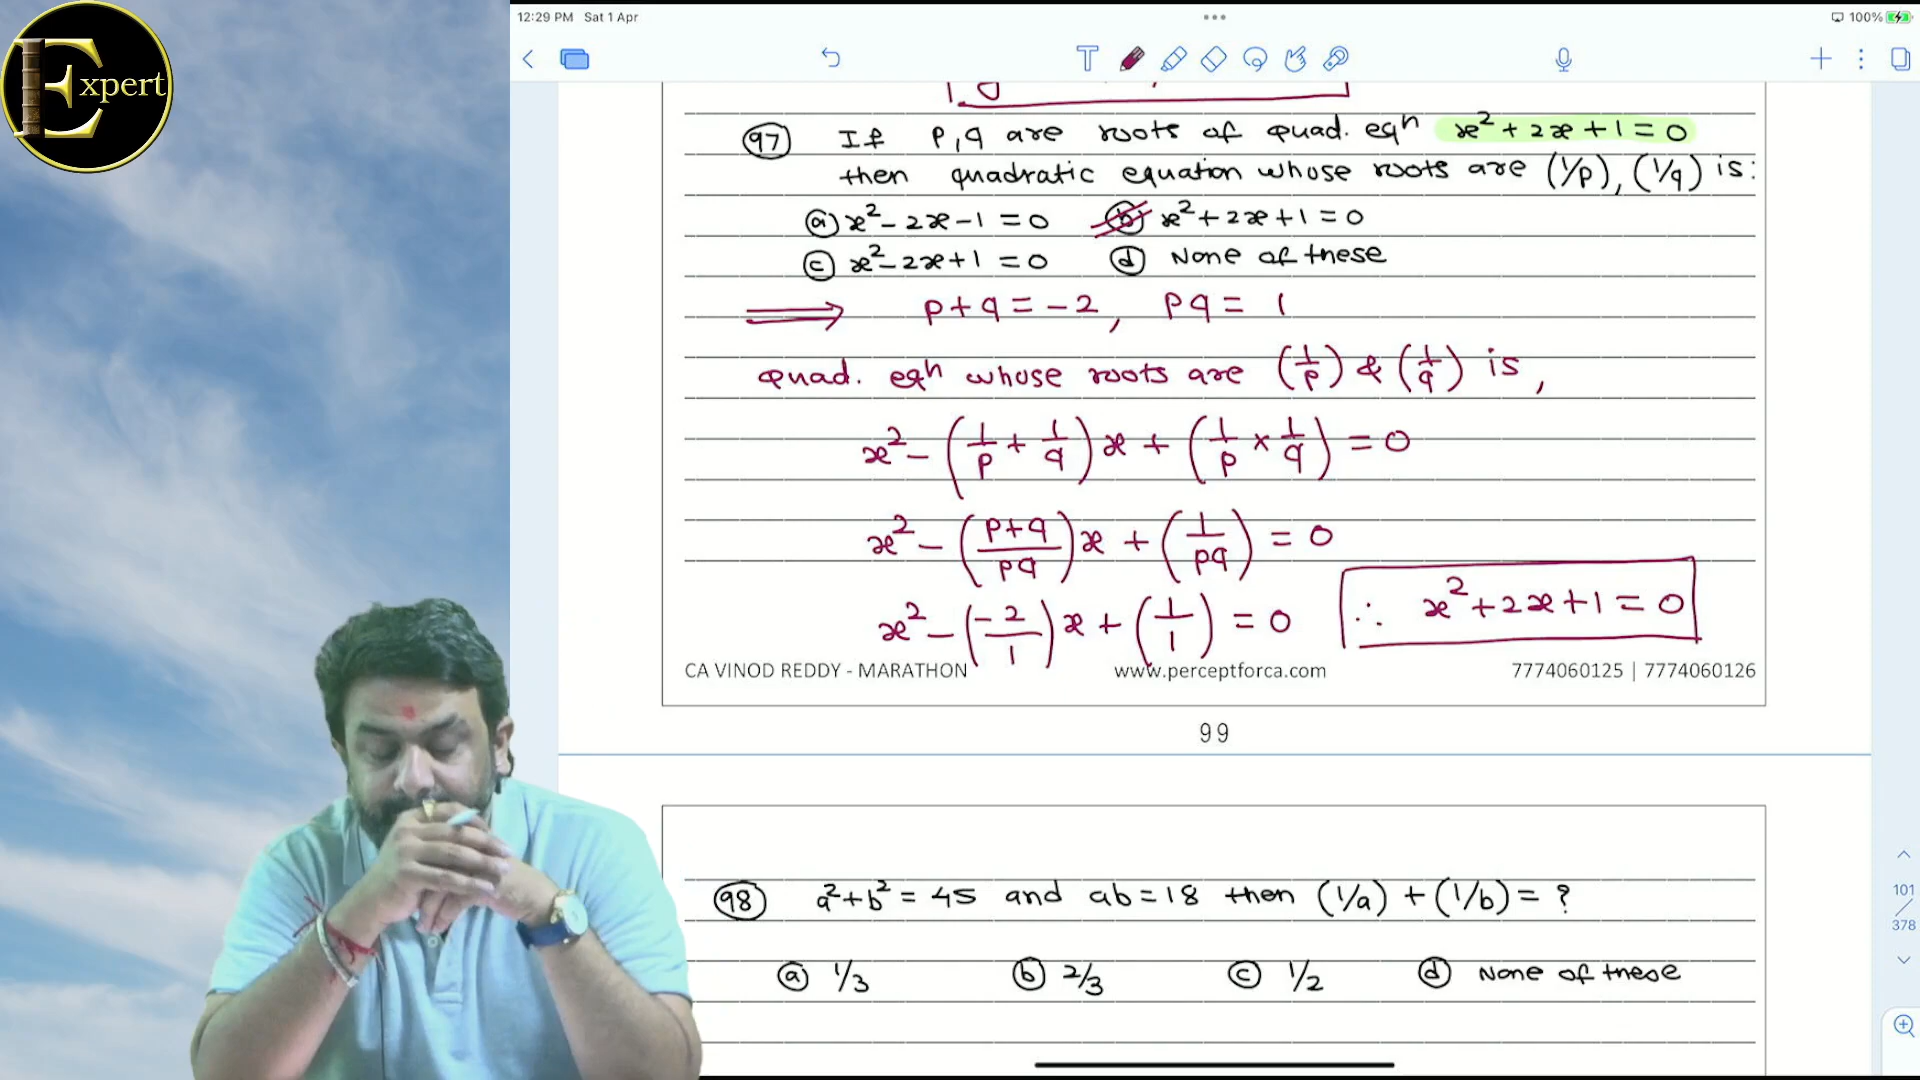 Expert
12:29 PM Sat 1 Apr
100%
97 If p,q are roots of quad. eqn x² + 2x + 1 = 0
then quadratic equation whose roots are (1/p), (1/q) is:
(a) x² - 2x - 1 = 0 (b) x² + 2x + 1 = 0
(c) x² - 2x + 1 = 0 (d) None of these
⟹ p + q = -2, pq = 1
quad. eqn whose roots are (1/p) & (1/q) is,
x² - (1/p + 1/q)x + (1/p × 1/q) = 0
x² - (p+q/pq)x + (1/pq) = 0
x² - (-2/1)x + (1/1) = 0
∴ x² + 2x + 1 = 0
CA VINOD REDDY - MARATHON www.perceptforca.com 7774060125 | 7774060126
99
98 a² + b² = 45 and ab = 18 then (1/a) + (1/b) = ?
(a) 1/3 (b) 2/3 (c) 1/2 (d) None of these
101
/
378